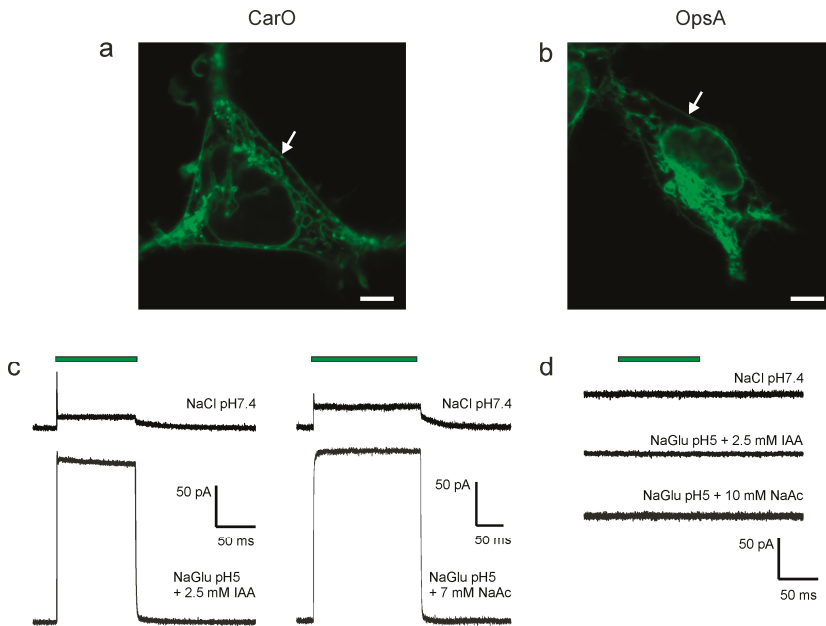 CarO
OpsA
a
b
c
NaCl pH7.4
50 pA
50 ms
NaGlu pH5
+ 2.5 mM IAA
NaCl pH7.4
50 pA
50 ms
NaGlu pH5
+ 7 mM NaAc
d
NaCl pH7.4
NaGlu pH5 + 2.5 mM IAA
NaGlu pH5 + 10 mM NaAc
50 pA
50 ms